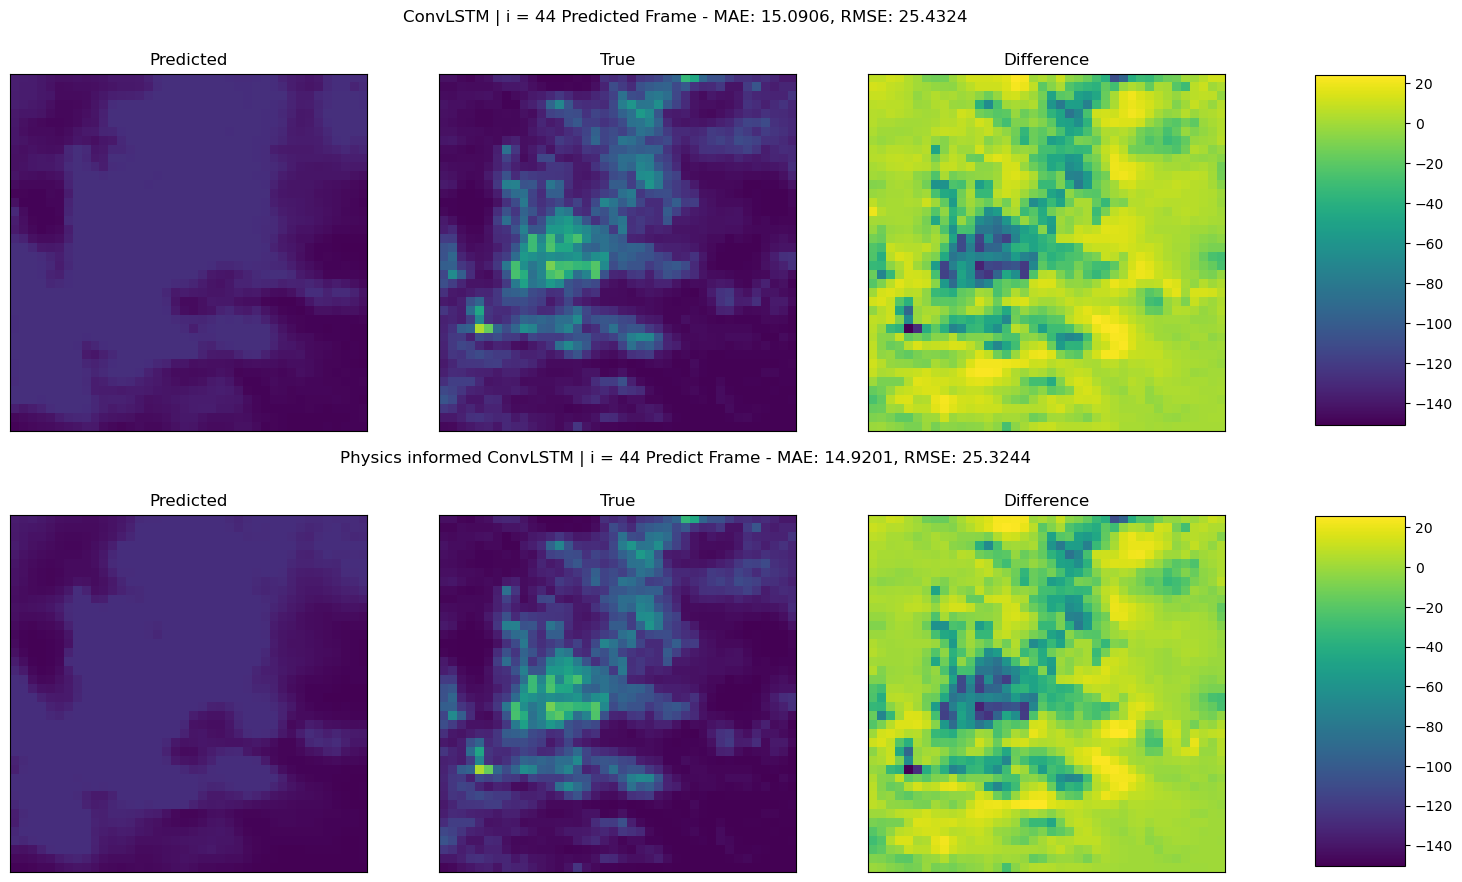 ConvLSTM | i = 44 Predicted Frame - MAE: 15.0906, RMSE: 25.4324
Predicted
True
Difference
20
0
−20
−40
−60
−80
−100
−120
−140
Physics informed ConvLSTM | i = 44 Predict Frame - MAE: 14.9201, RMSE: 25.3244
Predicted
True
Difference
20
0
−20
−40
−60
−80
−100
−120
−140